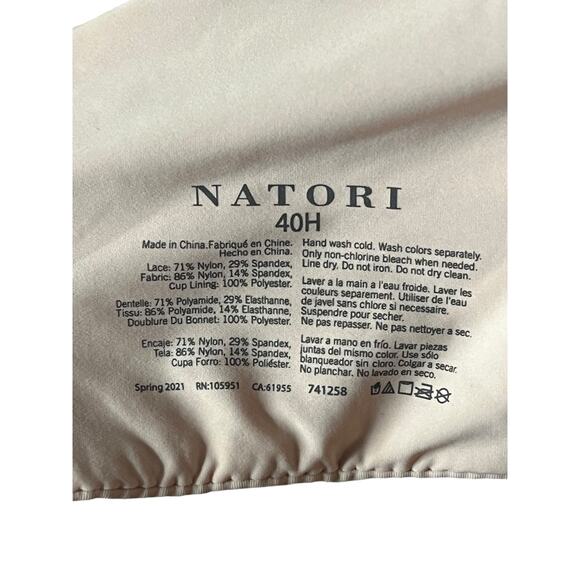 NATORI
40H
Made in China.Fabriqué en Chine.
Hecho en China.
Lace: 71% Nylon, 29% Spandex,
Fabric: 86% Nylon, 14% Spandex,
Cup Lining: 100% Polyester.
Dentelle: 71% Polyamide, 29% Elasthanne,
Tissu: 86% Polyamide, 14% Elasthanne,
Doublure Du Bonnet: 100% Polyester.
Encaje: 71% Nylon, 29% Spandex,
Tela: 86% Nylon, 14% Spandex,
Cupa Forro: 100% Poliéster.
Hand wash cold. Wash colors separately.
Only non-chlorine bleach when needed.
Line dry. Do not iron. Do not dry clean.
Laver a la main a l'eau froide. Laver les
couleurs separement. Utiliser de l'eau
de javel sans chlore si necessaire.
Suspendre pour secher.
Ne pas repasser. Ne pas nettoyer a sec.
Lavar a mano en frío. Lavar piezas
juntas del mismo color. Use sólo
blanqueador sin cloro. Colgar a secar.
No planchar. No lavado en seco.
Spring 2021 RN:105951 CA:61955 741258